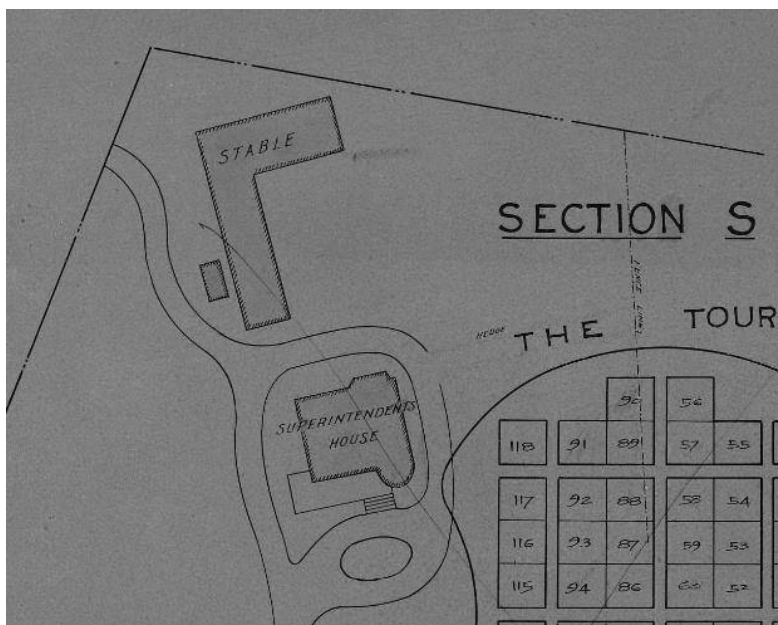 STABLE
SECTION S
HEDGE
THE TOUR
SUPERINTENDENTS
HOUSE
90 56
118 91 89 57 55
117 92 88 58 54
116 93 87 59 53
115 94 86 60 52